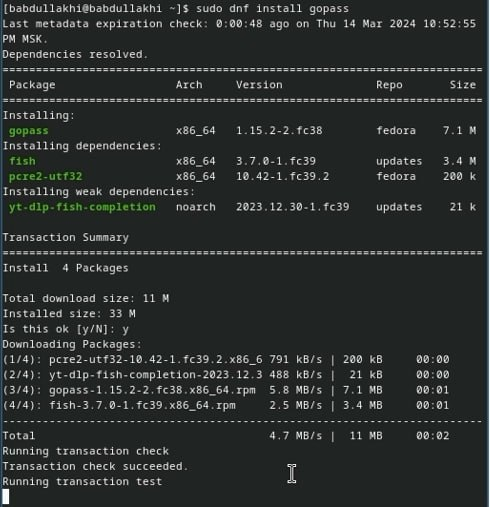 [babdullakhi@babdullakhi ~]$ sudo dnf install gopass
Last metadata expiration check: 0:00:48 ago on Thu 14 Mar 2024 10:52:55
PM MSK.
Dependencies resolved.
================================================================
Package Arch Version Repo Size
================================================================
Installing:
gopass x86_64 1.15.2-2.fc38 fedora 7.1 M
Installing dependencies:
fish x86_64 3.7.0-1.fc39 updates 3.4 M
pcre2-utf32 x86_64 10.42-1.fc39.2 fedora 200 k
Installing weak dependencies:
yt-dlp-fish-completion noarch 2023.12.30-1.fc39 updates 21 k

Transaction Summary
================================================================
Install 4 Packages

Total download size: 11 M
Installed size: 33 M
Is this ok [y/N]: y
Downloading Packages:
(1/4): pcre2-utf32-10.42-1.fc39.2.x86_6 791 kB/s | 200 kB 00:00
(2/4): yt-dlp-fish-completion-2023.12.3 488 kB/s | 21 kB 00:00
(3/4): gopass-1.15.2-2.fc38.x86_64.rpm 5.8 MB/s | 7.1 MB 00:01
(4/4): fish-3.7.0-1.fc39.x86_64.rpm 2.5 MB/s | 3.4 MB 00:01
----------------------------------------------------------------
Total 4.7 MB/s | 11 MB 00:02
Running transaction check
Transaction check succeeded.
Running transaction test